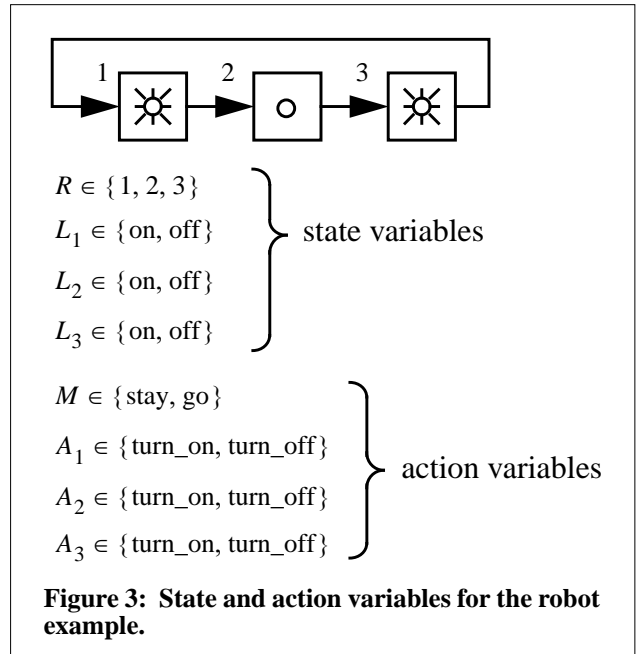 1 2 3
R ∈ {1, 2, 3}
L₁ ∈ {on, off}
state variables
L₂ ∈ {on, off}
L₃ ∈ {on, off}
M ∈ {stay, go}
A₁ ∈ {turn_on, turn_off}
action variables
A₂ ∈ {turn_on, turn_off}
A₃ ∈ {turn_on, turn_off}
Figure 3: State and action variables for the robot
example.